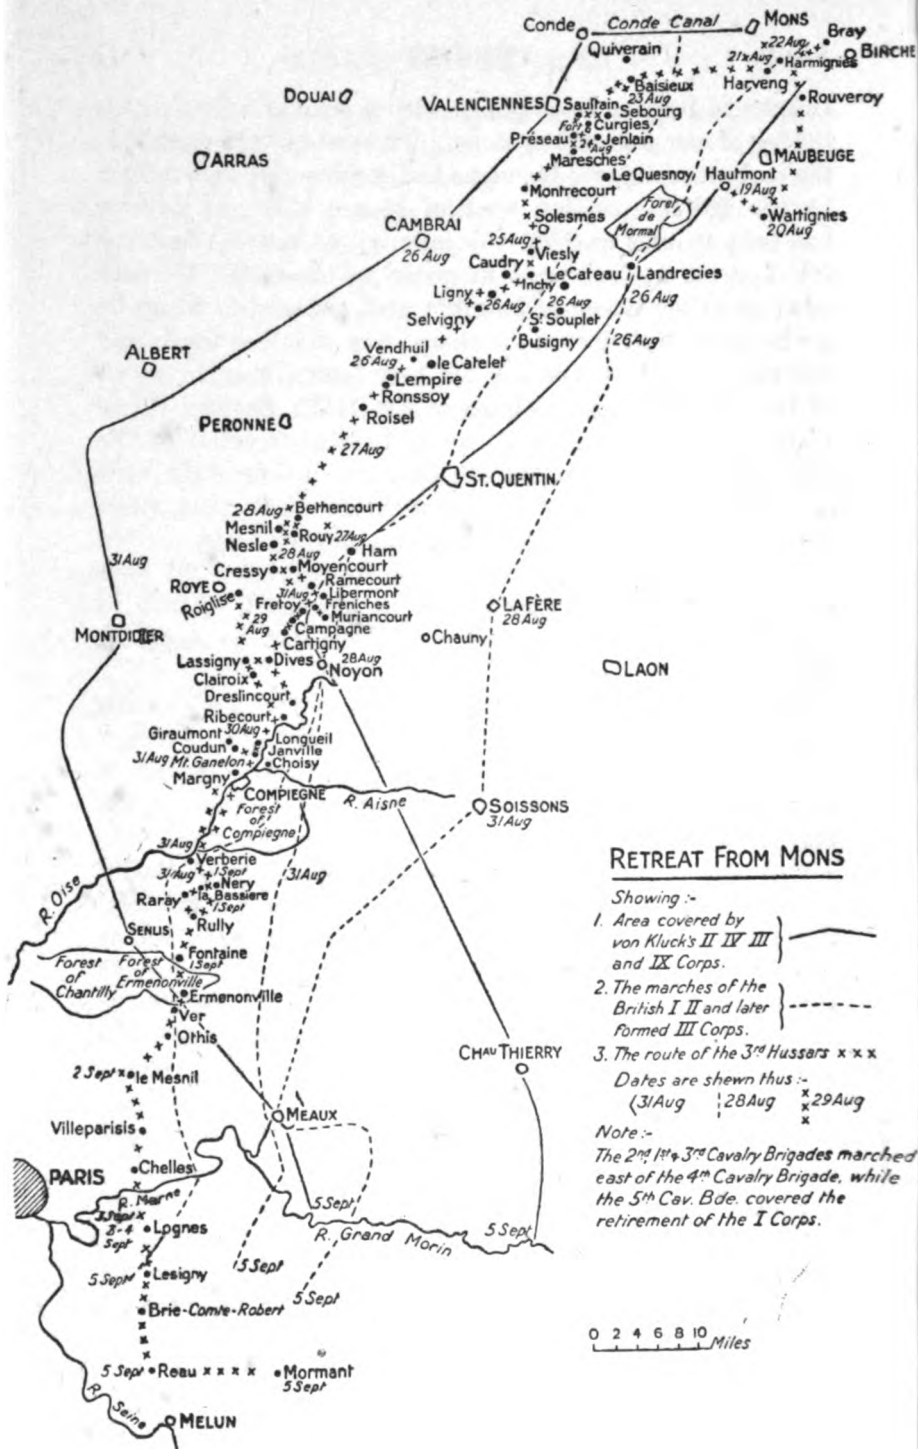 Conde
Conde Canal
MONS
Bray
22 Aug
BIRCHE
Quiverain
21 Aug
Harmignies
Harveng
Baisieux
23 Aug
Rouveroy
DOUAI
VALENCIENNES
Saultain
Sebourg
Curgies
Préseau
24 Aug
Jenlain
Maresches
MAUBEUGE
ARRAS
Le Quesnoy
Hautmont
19 Aug
Montrecourt
Foret
de
Mormal
Wattignies
20 Aug
Solesmes
CAMBRAI
26 Aug
25 Aug
Viesly
Caudry
Inchy
Le Cateau
Landrecies
Ligny
26 Aug
26 Aug
26 Aug
St Souplet
Selvigny
Busigny
26 Aug
ALBERT
Vendhuil
26 Aug
le Catelet
Lempire
Ronssoy
PERONNE
Roisel
27 Aug
ST. QUENTIN
28 Aug
Bethencourt
Mesnil
Rouy
27 Aug
Nesle
28 Aug
Ham
31 Aug
Cressy
Moyencourt
ROYE
Ramecourt
Roiglise
31 Aug
Libermont
Fretoy
Freniches
29
Aug
Muriancourt
LA FÈRE
28 Aug
MONTDIDIER
Campagne
Cartigny
Chauny
Lassigny
Dives
28 Aug
Noyon
LAON
Clairoix
Dreslincourt
Ribecourt
Giraumont
30 Aug
Longueil
Coudun
Janville
31 Aug
Mt. Ganelon
Choisy
Margny
COMPIEGNE
R. Aisne
SOISSONS
31 Aug
Forest
of
Compiegne
31 Aug
Verberie
R. Oise
31 Aug
1 Sept
Nery
31 Aug
Raray
la Bassiere
1 Sept
Rully
SENLIS
Fontaine
1 Sept
Forest
of
Chantilly
Forest
of
Ermenonville
Ermenonville
Ver
Othis
CHAU THIERRY
2 Sept
le Mesnil
MEAUX
Villeparisis
PARIS
Chelles
R. Marne
5 Sept
3 Sept
3-4
Sept
Lognes
R. Grand Morin
5 Sept
5 Sept
Lesigny
5 Sept
5 Sept
Brie-Comte-Robert
5 Sept
Reau
Mormant
5 Sept
R. Seine
MELUN
RETREAT FROM MONS
Showing :-
1. Area covered by
von Kluck's II IV III
and IX Corps.
2. The marches of the
British I II and later
formed III Corps.
3. The route of the 3rd Hussars x x x
Dates are shewn thus :-
31 Aug
28 Aug
29 Aug
Note :-
The 2nd 1st & 3rd Cavalry Brigades marched
east of the 4th Cavalry Brigade, while
the 5th Cav. Bde. covered the
retirement of the I Corps.
0 2 4 6 8 10 Miles